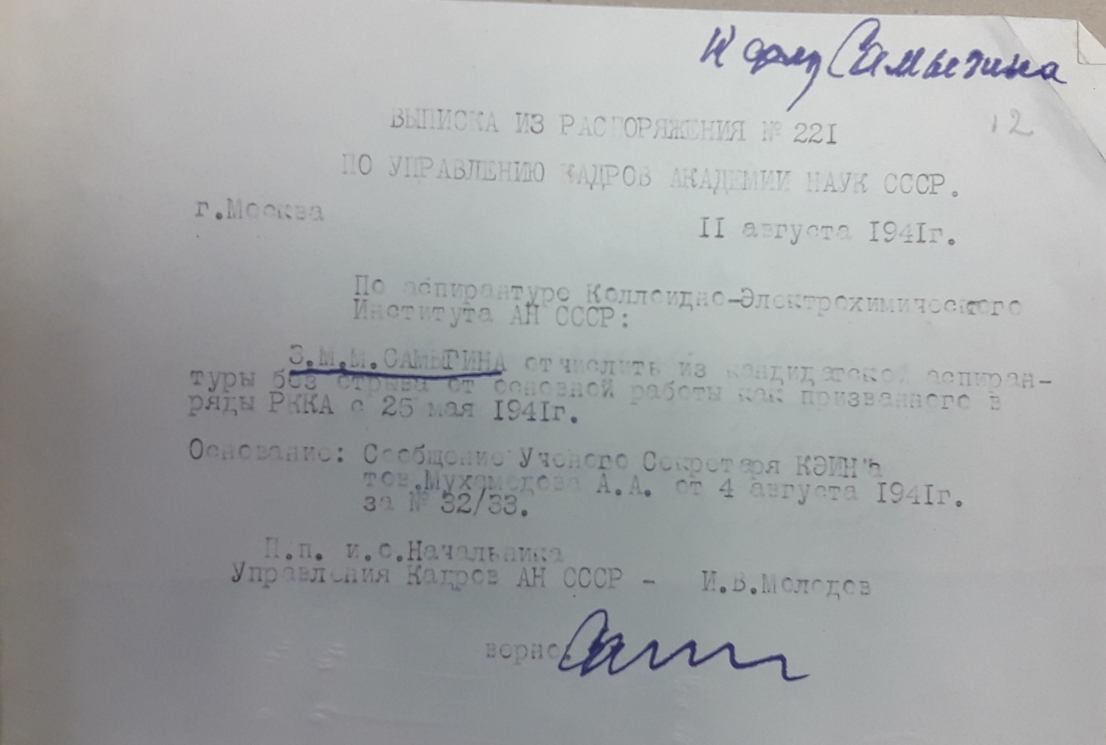 К делу Самыгина
12
ВЫПИСКА ИЗ РАСПОРЯЖЕНИЯ № 221
ПО УПРАВЛЕНИЮ КАДРОВ АКАДЕМИИ НАУК СССР.
г.Москва
II августа 1941г.
По аспирантуре Коллоидно-Электрохимического
Института АН СССР:
З.М.М.САМЫГИНА отчислить из кандидатской аспиран-
туры без отрыва от основной работы как призванного в
ряды РККА с 25 мая 1941г.
Основание: Сообщение Ученого Секретаря КЭИН'а
тов.Мухамедова А.А. от 4 августа 1941г.
за № 32/33.
П.п. и.о.Начальника
Управления Кадров АН СССР - И.В.Молодов
верно: